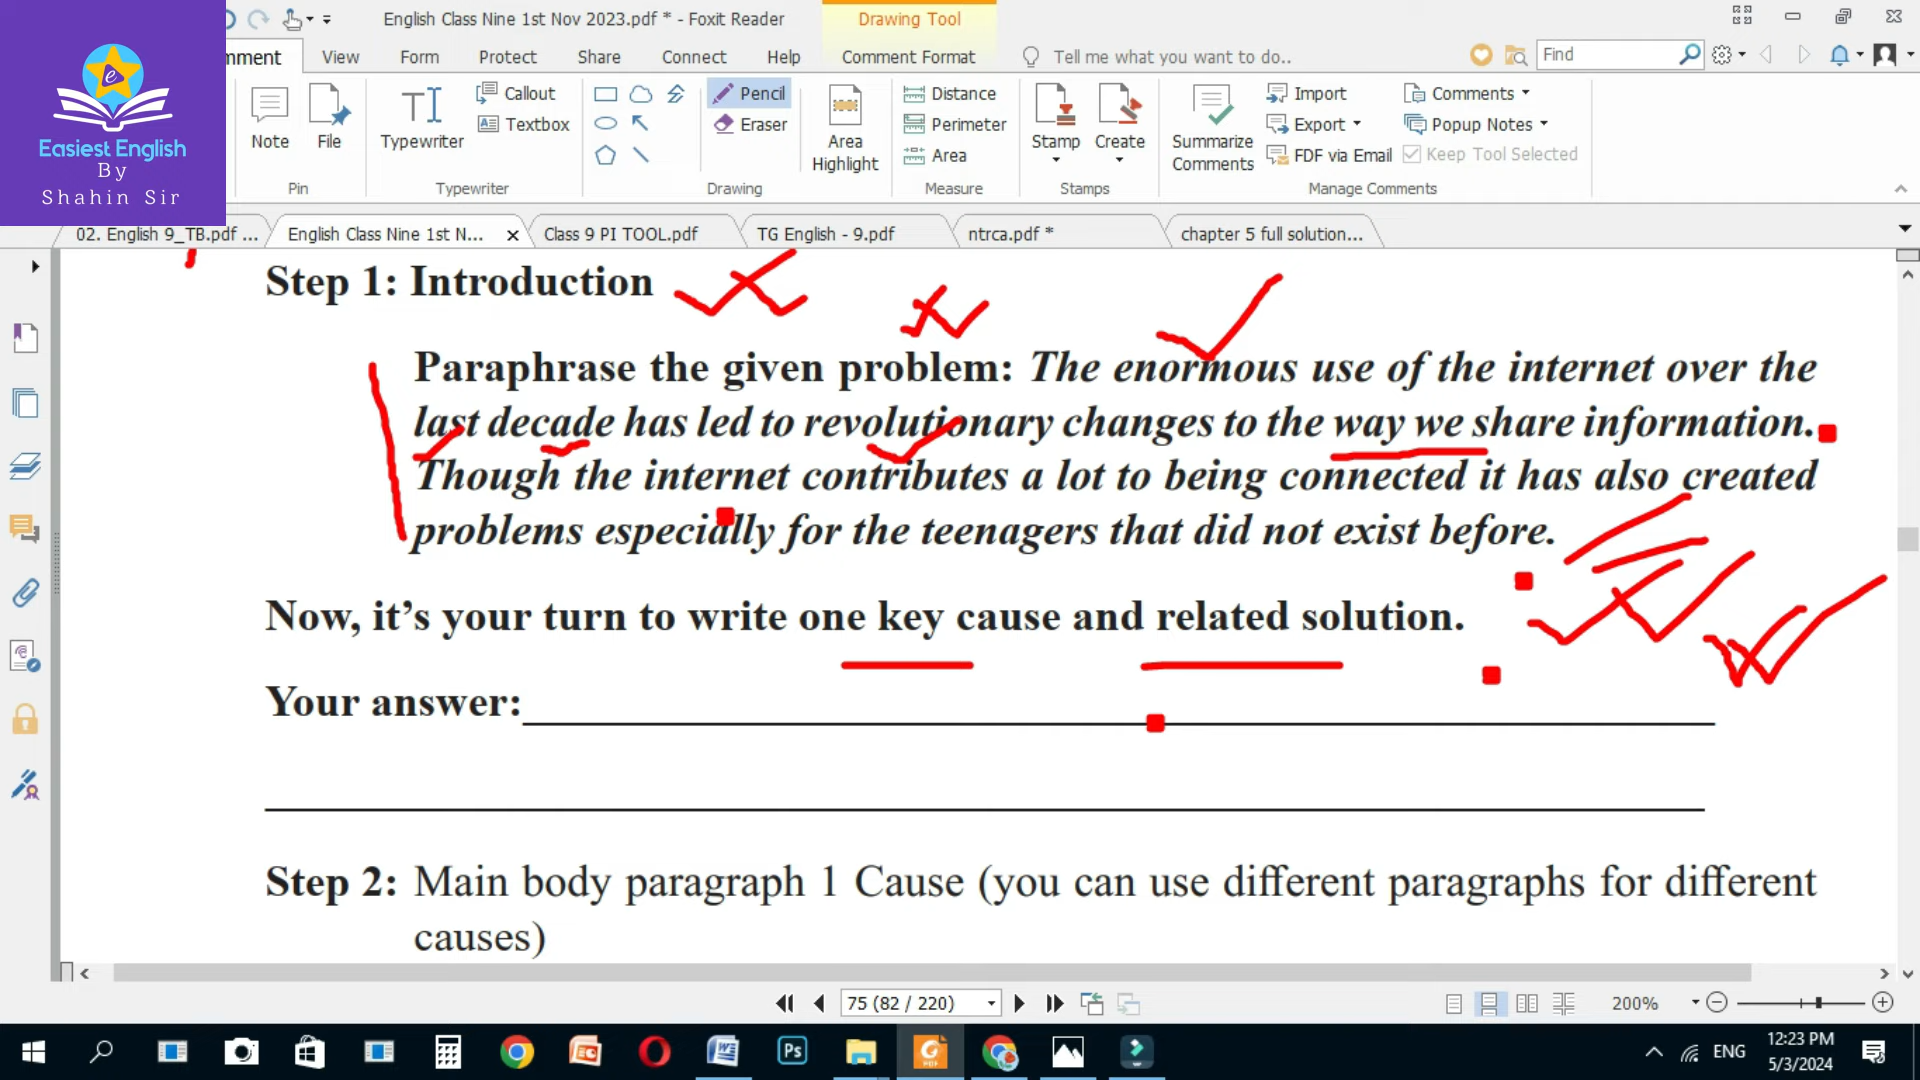 English Class Nine 1st Nov 2023.pdf * - Foxit Reader
Drawing Tool
mment
View
Form
Protect
Share
Connect
Help
Comment Format
Tell me what you want to do..
Find
Note
File
Typewriter
Callout
Textbox
Pencil
Eraser
Area
Highlight
Distance
Perimeter
Area
Stamp
Create
Summarize
Comments
Import
Export
FDF via Email
Comments
Popup Notes
Keep Tool Selected
Pin
Typewriter
Drawing
Measure
Stamps
Manage Comments
e
Easiest English
By
Shahin Sir
02. English 9_TB.pdf ...
English Class Nine 1st N...
Class 9 PI TOOL.pdf
TG English - 9.pdf
ntrca.pdf *
chapter 5 full solution...
Step 1: Introduction
Paraphrase the given problem: The enormous use of the internet over the
last decade has led to revolutionary changes to the way we share information.
Though the internet contributes a lot to being connected it has also created
problems especially for the teenagers that did not exist before.
Now, it’s your turn to write one key cause and related solution.
Your answer:
Step 2: Main body paragraph 1 Cause (you can use different paragraphs for different
causes)
75 (82 / 220)
200%
Ps
ENG
12:23 PM
5/3/2024